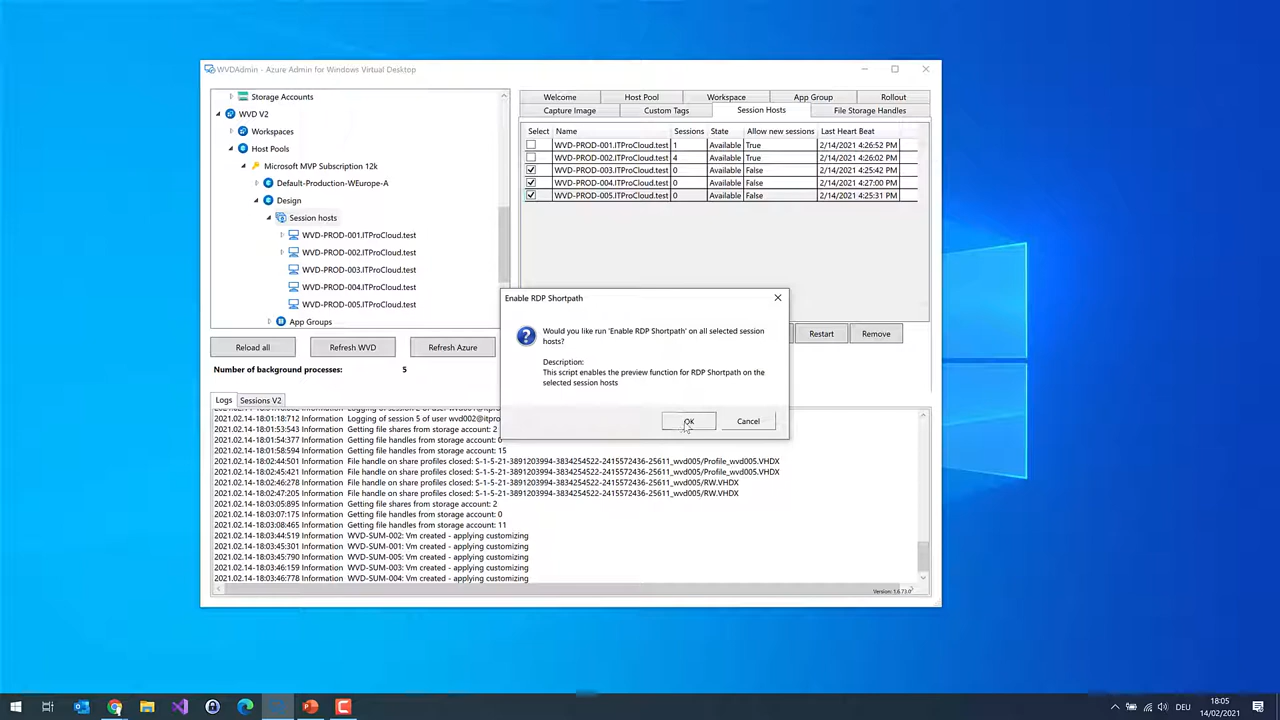 WVDAdmin - Azure Admin for Windows Virtual Desktop
Storage Accounts
WVD V2
Workspaces
Host Pools
Microsoft MVP Subscription 12k
Default-Production-WEurope-A
Design
Session hosts
WVD-PROD-001.ITProCloud.test
WVD-PROD-002.ITProCloud.test
WVD-PROD-003.ITProCloud.test
WVD-PROD-004.ITProCloud.test
WVD-PROD-005.ITProCloud.test
App Groups
Welcome Host Pool Workspace App Group Rollout
Capture Image Custom Tags Session Hosts File Storage Handles
Select Name Sessions State Allow new sessions Last Heart Beat
WVD-PROD-001.ITProCloud.test 1 Available True 2/14/2021 4:26:52 PM
WVD-PROD-002.ITProCloud.test 4 Available True 2/14/2021 4:26:02 PM
WVD-PROD-003.ITProCloud.test 0 Available False 2/14/2021 4:25:42 PM
WVD-PROD-004.ITProCloud.test 0 Available False 2/14/2021 4:27:00 PM
WVD-PROD-005.ITProCloud.test 0 Available False 2/14/2021 4:25:31 PM
Restart Remove
Enable RDP Shortpath
Would you like run 'Enable RDP Shortpath' on all selected session
hosts?
Description:
This script enables the preview function for RDP Shortpath on the
selected session hosts
OK Cancel
Reload all Refresh WVD Refresh Azure
Number of background processes: 5
Logs Sessions V2
2021.02.14-18:01:18:712 Information Logging of session 2 of user wvd002@itpro
2021.02.14-18:01:53:543 Information Getting file shares from storage account: 2
2021.02.14-18:01:54:377 Information Getting file handles from storage account: 0
2021.02.14-18:01:58:594 Information Getting file handles from storage account: 15
2021.02.14-18:02:44:501 Information File handle on share profiles closed: S-1-5-21-3891203994-3834254522-2415572436-25611_wvd005/Profile_wvd005.VHDX
2021.02.14-18:02:45:421 Information File handle on share profiles closed: S-1-5-21-3891203994-3834254522-2415572436-25611_wvd005/Profile_wvd005.VHDX
2021.02.14-18:02:46:278 Information File handle on share profiles closed: S-1-5-21-3891203994-3834254522-2415572436-25611_wvd005/RW.VHDX
2021.02.14-18:02:47:205 Information File handle on share profiles closed: S-1-5-21-3891203994-3834254522-2415572436-25611_wvd005/RW.VHDX
2021.02.14-18:03:05:895 Information Getting file shares from storage account: 2
2021.02.14-18:03:07:175 Information Getting file handles from storage account: 0
2021.02.14-18:03:08:465 Information Getting file handles from storage account: 11
2021.02.14-18:03:44:519 Information WVD-SUM-002: Vm created - applying customizing
2021.02.14-18:03:45:301 Information WVD-SUM-001: Vm created - applying customizing
2021.02.14-18:03:45:790 Information WVD-SUM-005: Vm created - applying customizing
2021.02.14-18:03:46:159 Information WVD-SUM-003: Vm created - applying customizing
2021.02.14-18:03:46:778 Information WVD-SUM-004: Vm created - applying customizing
Version: 1.6.73.0
DEU
18:05
14/02/2021